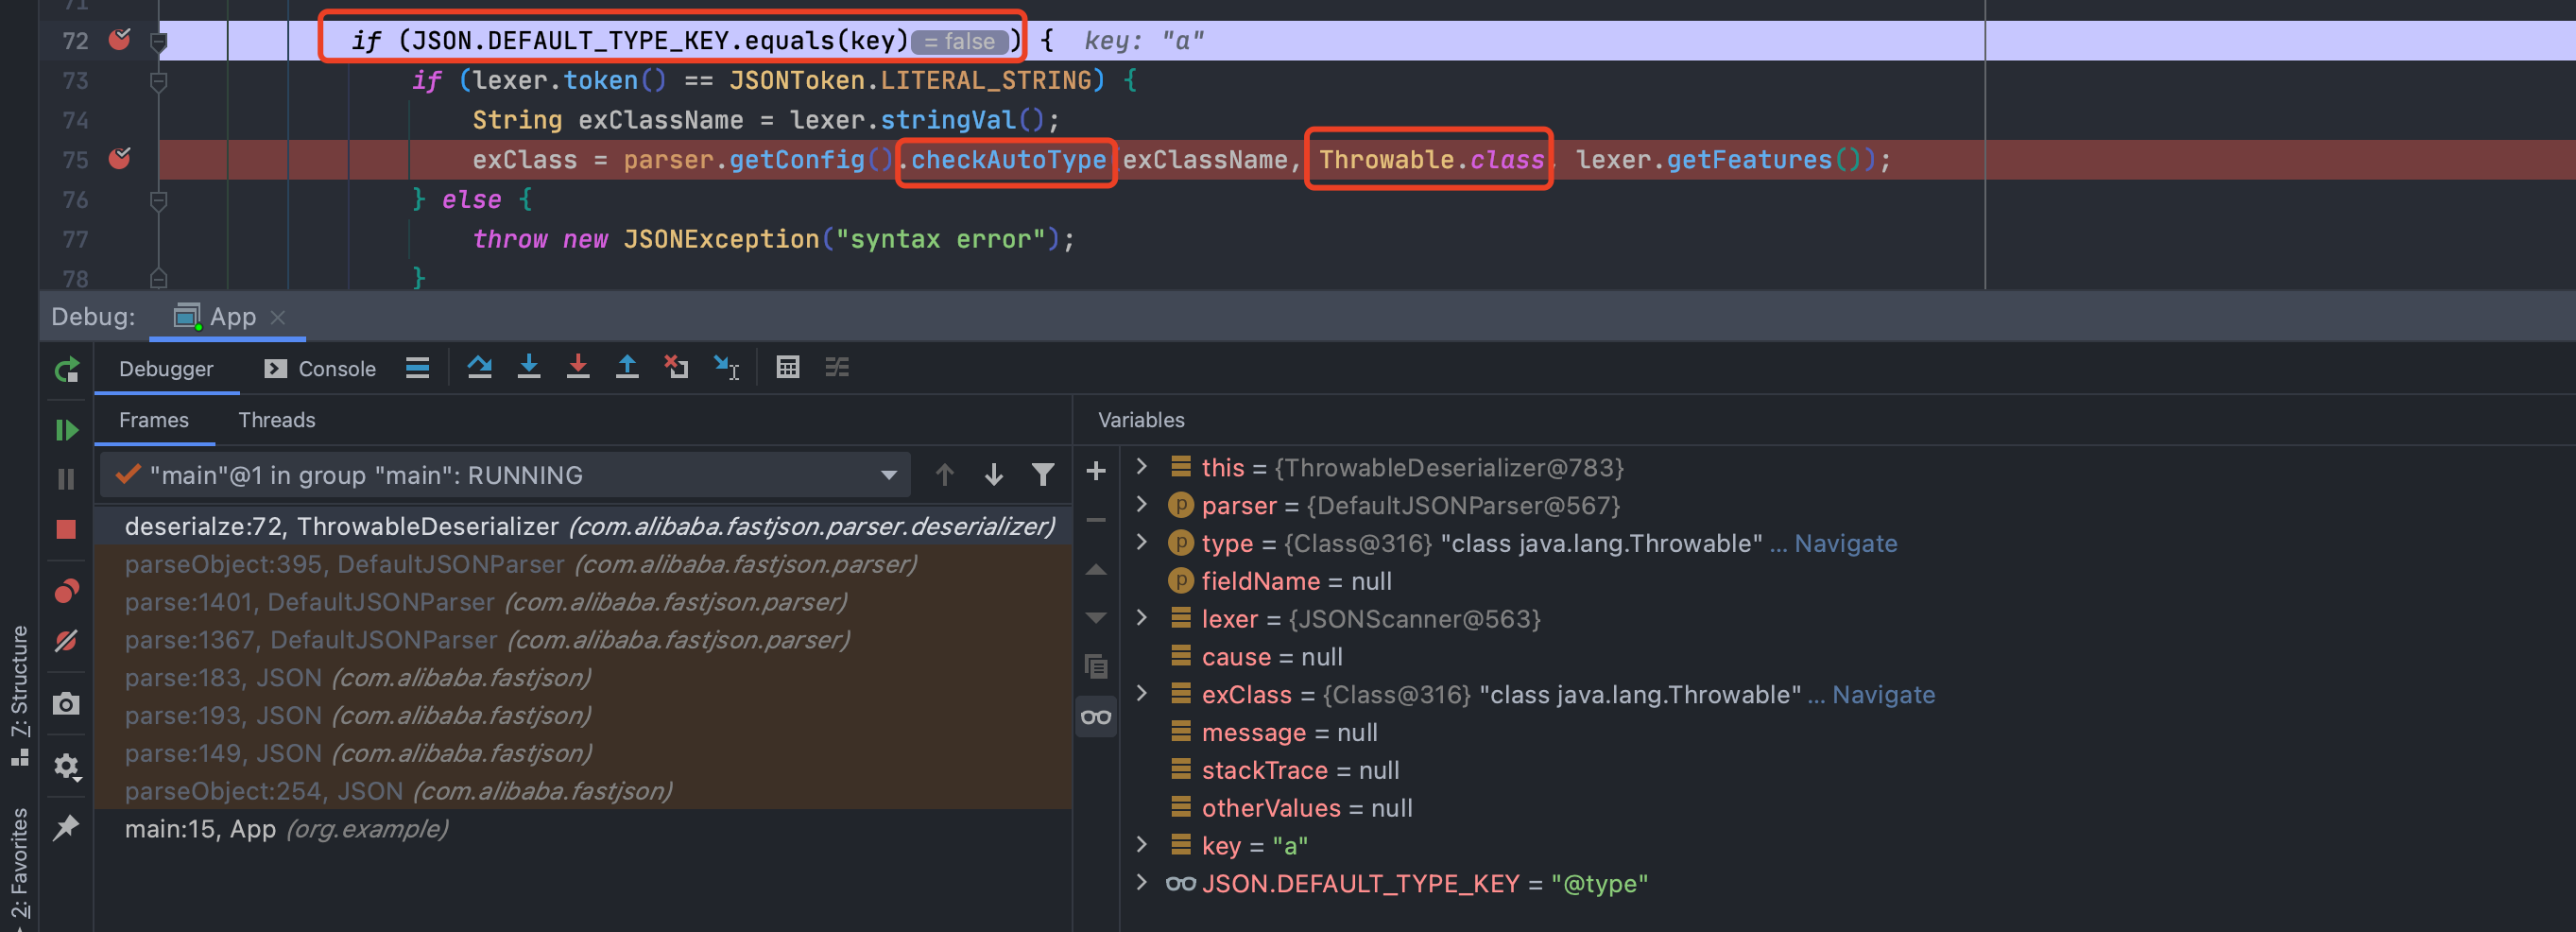 71
72 if (JSON.DEFAULT_TYPE_KEY.equals(key) = false ) { key: "a"
73 if (lexer.token() == JSONToken.LITERAL_STRING) {
74 String exClassName = lexer.stringVal();
75 exClass = parser.getConfig().checkAutoType(exClassName, Throwable.class, lexer.getFeatures());
76 } else {
77 throw new JSONException("syntax error");
78 }
Debug: App
Debugger Console
Frames Threads
"main"@1 in group "main": RUNNING
deserialze:72, ThrowableDeserializer (com.alibaba.fastjson.parser.deserializer)
parseObject:395, DefaultJSONParser (com.alibaba.fastjson.parser)
parse:1401, DefaultJSONParser (com.alibaba.fastjson.parser)
parse:1367, DefaultJSONParser (com.alibaba.fastjson.parser)
parse:183, JSON (com.alibaba.fastjson)
parse:193, JSON (com.alibaba.fastjson)
parse:149, JSON (com.alibaba.fastjson)
parseObject:254, JSON (com.alibaba.fastjson)
main:15, App (org.example)
Variables
this = {ThrowableDeserializer@783}
p parser = {DefaultJSONParser@567}
p type = {Class@316} "class java.lang.Throwable" ... Navigate
p fieldName = null
lexer = {JSONScanner@563}
cause = null
exClass = {Class@316} "class java.lang.Throwable" ... Navigate
message = null
stackTrace = null
otherValues = null
key = "a"
JSON.DEFAULT_TYPE_KEY = "@type"
7: Structure
2: Favorites